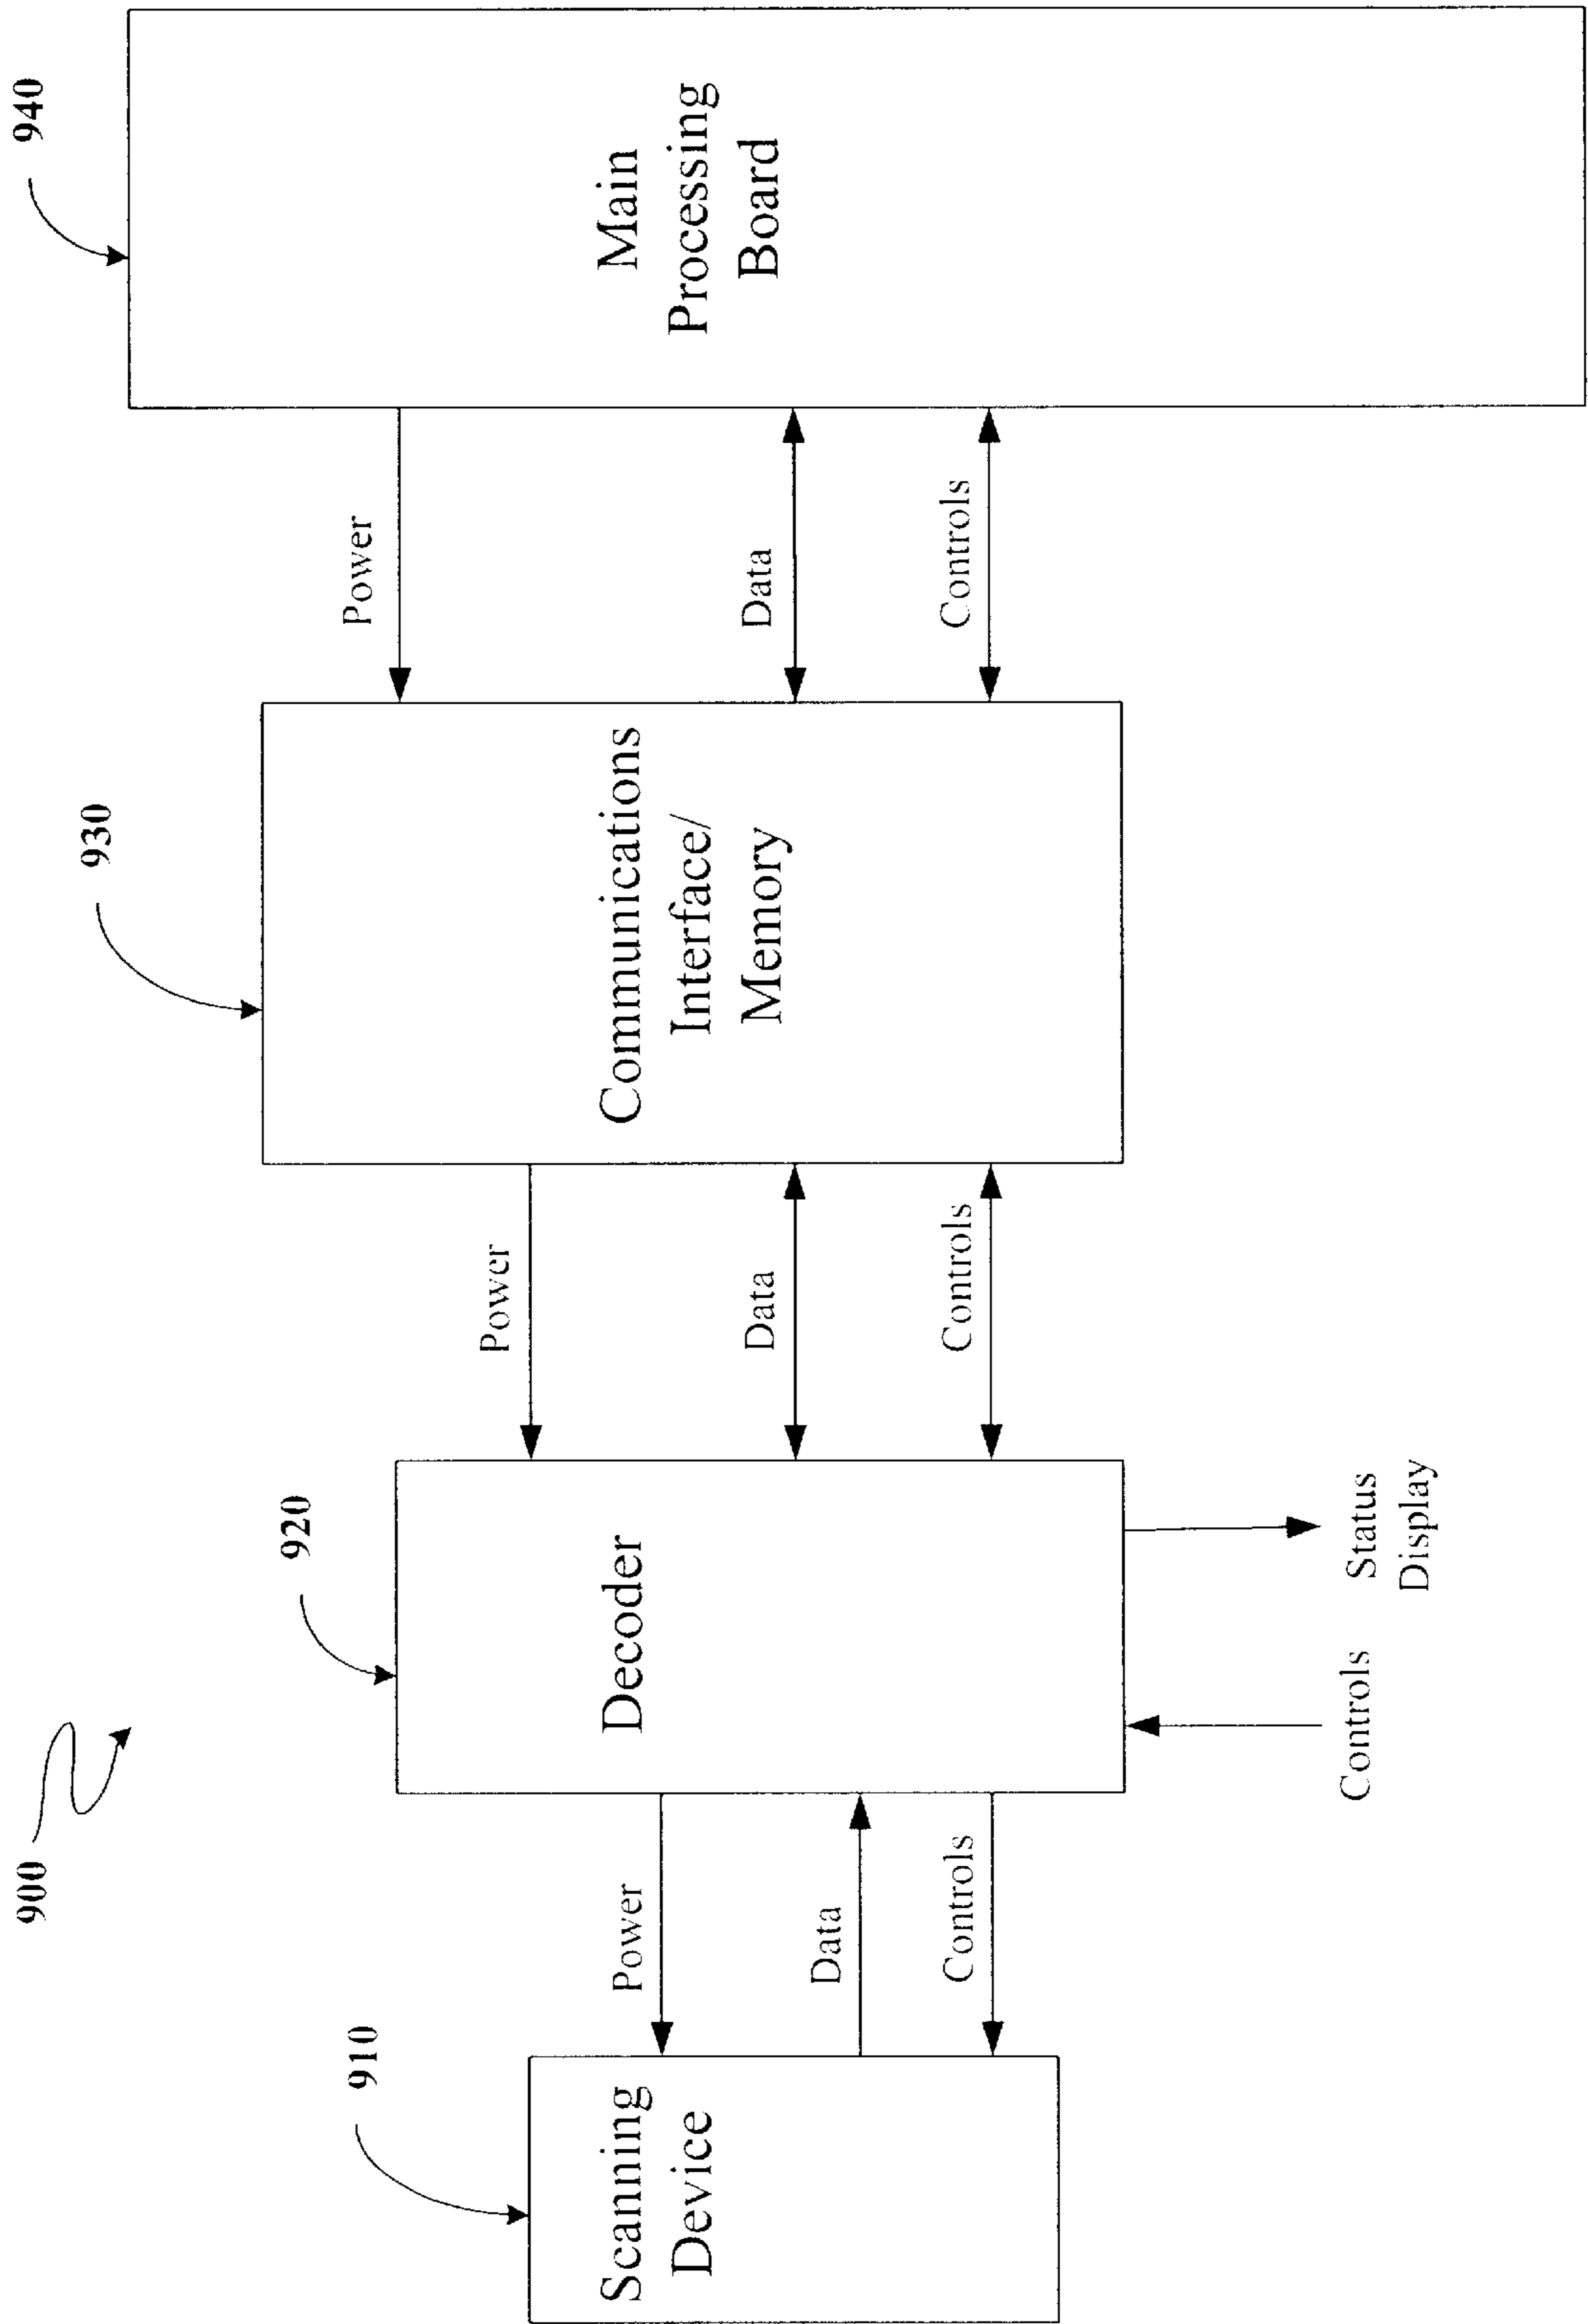 900
910
920
930
940
Scanning
Device
Power
Data
Controls
Decoder
Controls
Status
Display
Power
Data
Controls
Communications
Interface/
Memory
Power
Data
Controls
Main
Processing
Board